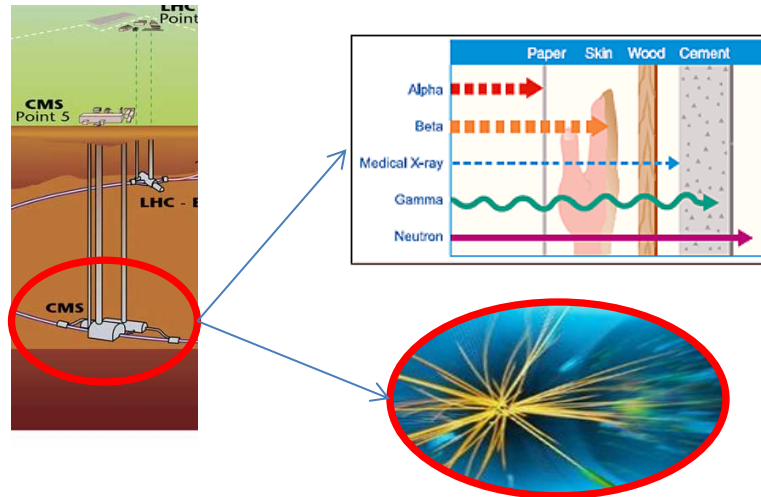 LHC
Point
CMS
Point 5
LHC - B
CMS
Paper Skin Wood Cement
Alpha
Beta
Medical X-ray
Gamma
Neutron